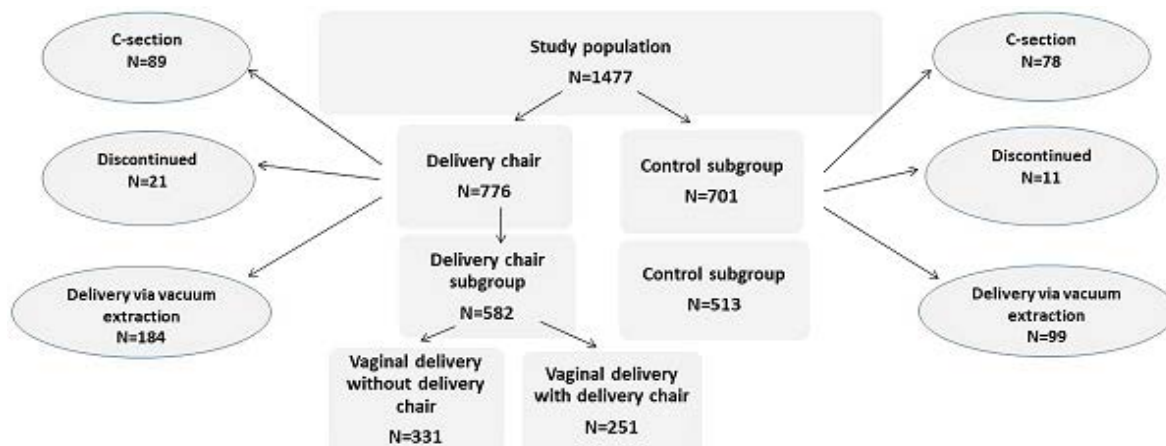 C-section
N=89
Study population
N=1477
C-section
N=78
Discontinued
N=21
Delivery chair
N=776
Control subgroup
N=701
Discontinued
N=11
Delivery via vacuum
extraction
N=184
Delivery chair
subgroup
N=582
Control subgroup
N=513
Delivery via vacuum
extraction
N=99
Vaginal delivery
without delivery
chair
N=331
Vaginal delivery
with delivery chair
N=251